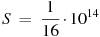 S = 1/16 · 10^14